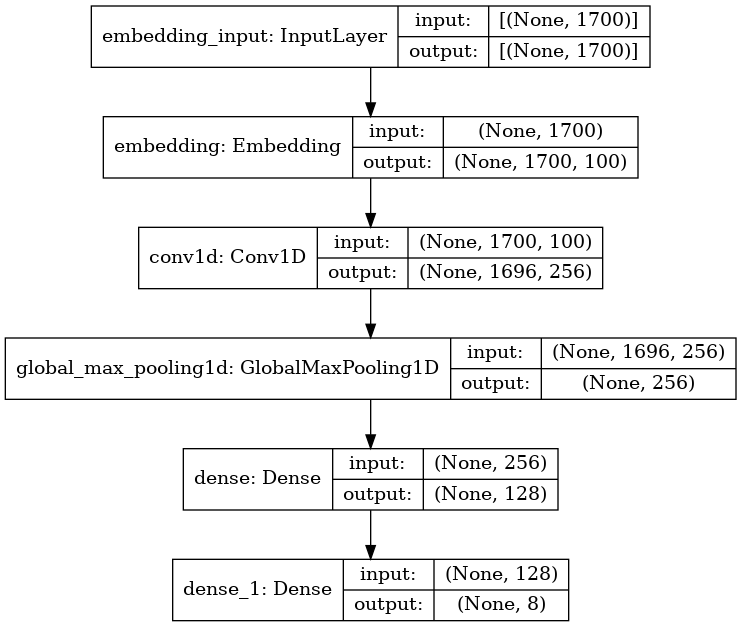 embedding_input: InputLayer
input:
[(None, 1700)]
output:
[(None, 1700)]
embedding: Embedding
input:
(None, 1700)
output:
(None, 1700, 100)
conv1d: Conv1D
input:
(None, 1700, 100)
output:
(None, 1696, 256)
global_max_pooling1d: GlobalMaxPooling1D
input:
(None, 1696, 256)
output:
(None, 256)
dense: Dense
input:
(None, 256)
output:
(None, 128)
dense_1: Dense
input:
(None, 128)
output:
(None, 8)